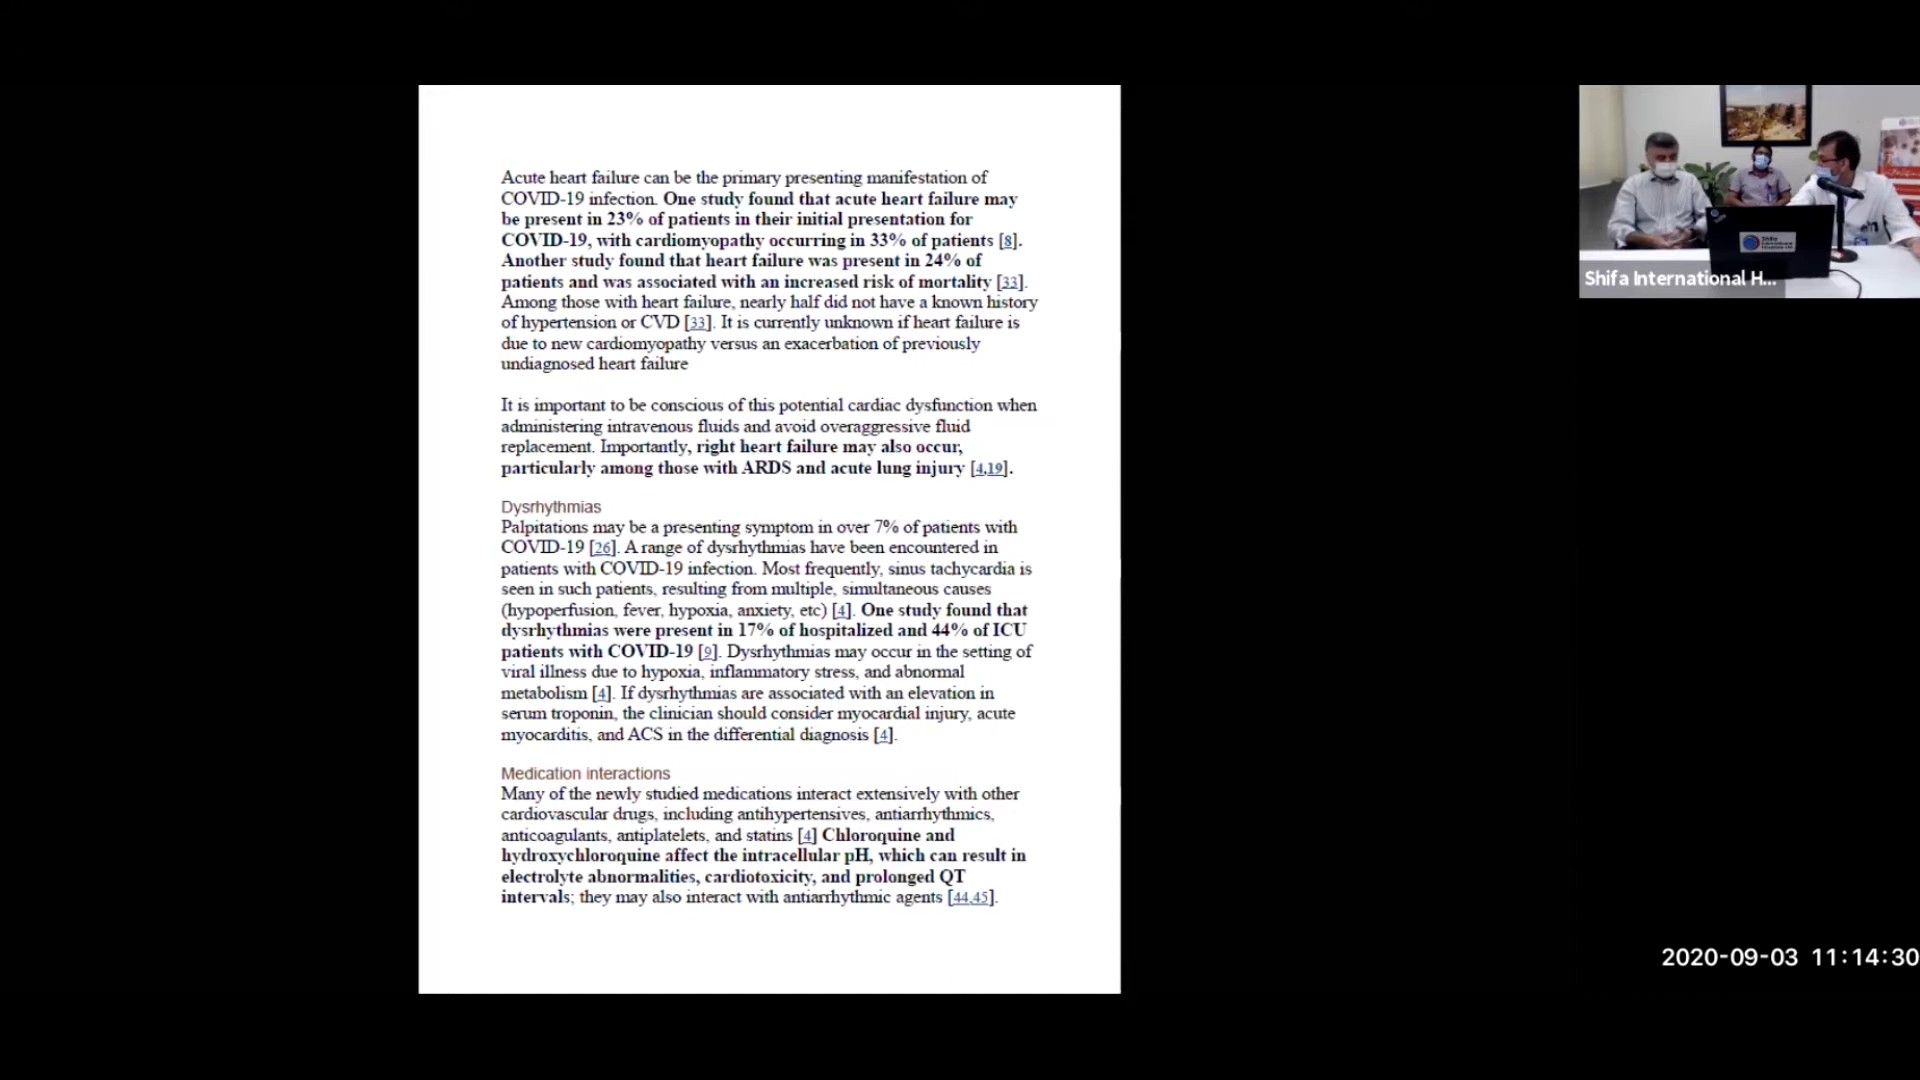 Acute heart failure can be the primary presenting manifestation of
COVID-19 infection. One study found that acute heart failure may
be present in 23% of patients in their initial presentation for
COVID-19, with cardiomyopathy occurring in 33% of patients [8].
Another study found that heart failure was present in 24% of
patients and was associated with an increased risk of mortality [33].
Among those with heart failure, nearly half did not have a known history
of hypertension or CVD [33]. It is currently unknown if heart failure is
due to new cardiomyopathy versus an exacerbation of previously
undiagnosed heart failure
It is important to be conscious of this potential cardiac dysfunction when
administering intravenous fluids and avoid overaggressive fluid
replacement. Importantly, right heart failure may also occur,
particularly among those with ARDS and acute lung injury [4,19].
Dysrhythmias
Palpitations may be a presenting symptom in over 7% of patients with
COVID-19 [26]. A range of dysrhythmias have been encountered in
patients with COVID-19 infection. Most frequently, sinus tachycardia is
seen in such patients, resulting from multiple, simultaneous causes
(hypoperfusion, fever, hypoxia, anxiety, etc) [4]. One study found that
dysrhythmias were present in 17% of hospitalized and 44% of ICU
patients with COVID-19 [9]. Dysrhythmias may occur in the setting of
viral illness due to hypoxia, inflammatory stress, and abnormal
metabolism [4]. If dysrhythmias are associated with an elevation in
serum troponin, the clinician should consider myocardial injury, acute
myocarditis, and ACS in the differential diagnosis [4].
Medication interactions
Many of the newly studied medications interact extensively with other
cardiovascular drugs, including antihypertensives, antiarrhythmics,
anticoagulants, antiplatelets, and statins [4] Chloroquine and
hydroxychloroquine affect the intracellular pH, which can result in
electrolyte abnormalities, cardiotoxicity, and prolonged QT
intervals; they may also interact with antiarrhythmic agents [44,45].
Shifa International H...
2020-09-03 11:14:30